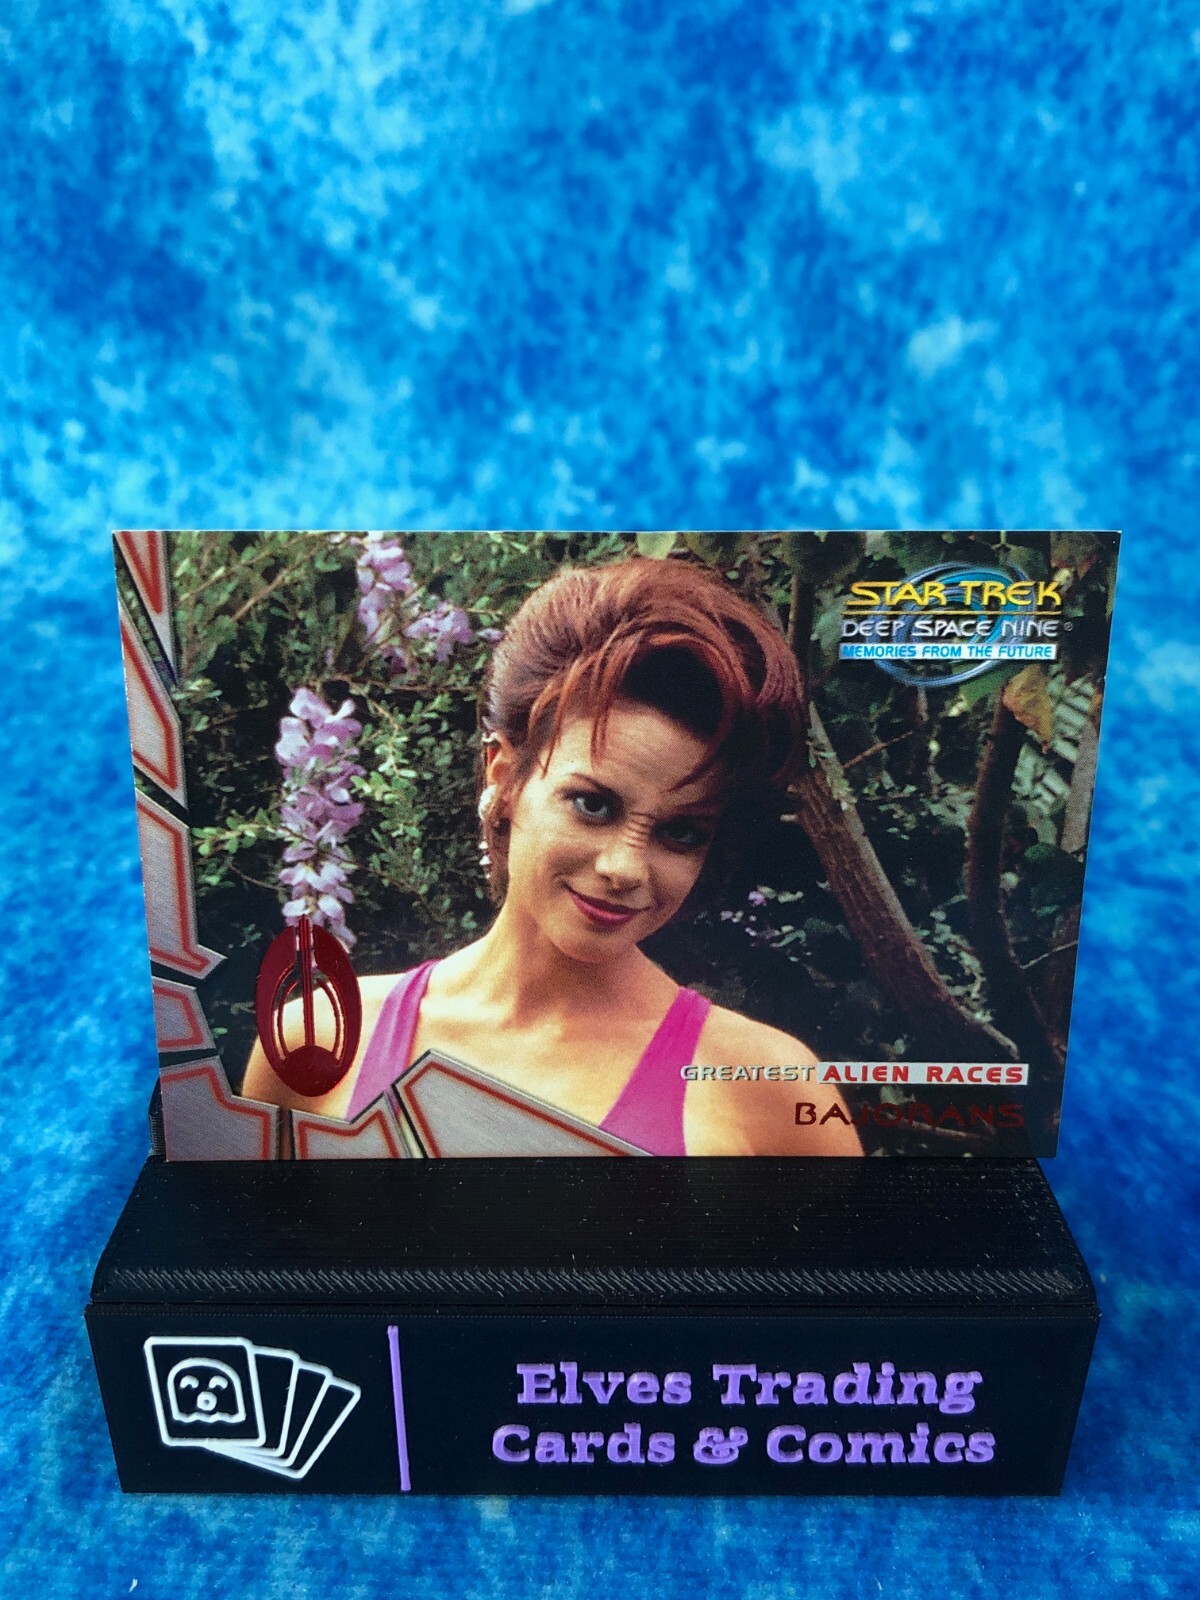 STAR TREK
DEEP SPACE NINE®
MEMORIES FROM THE FUTURE
GREATEST ALIEN RACES
BAJORANS
Elves Trading
Cards & Comics